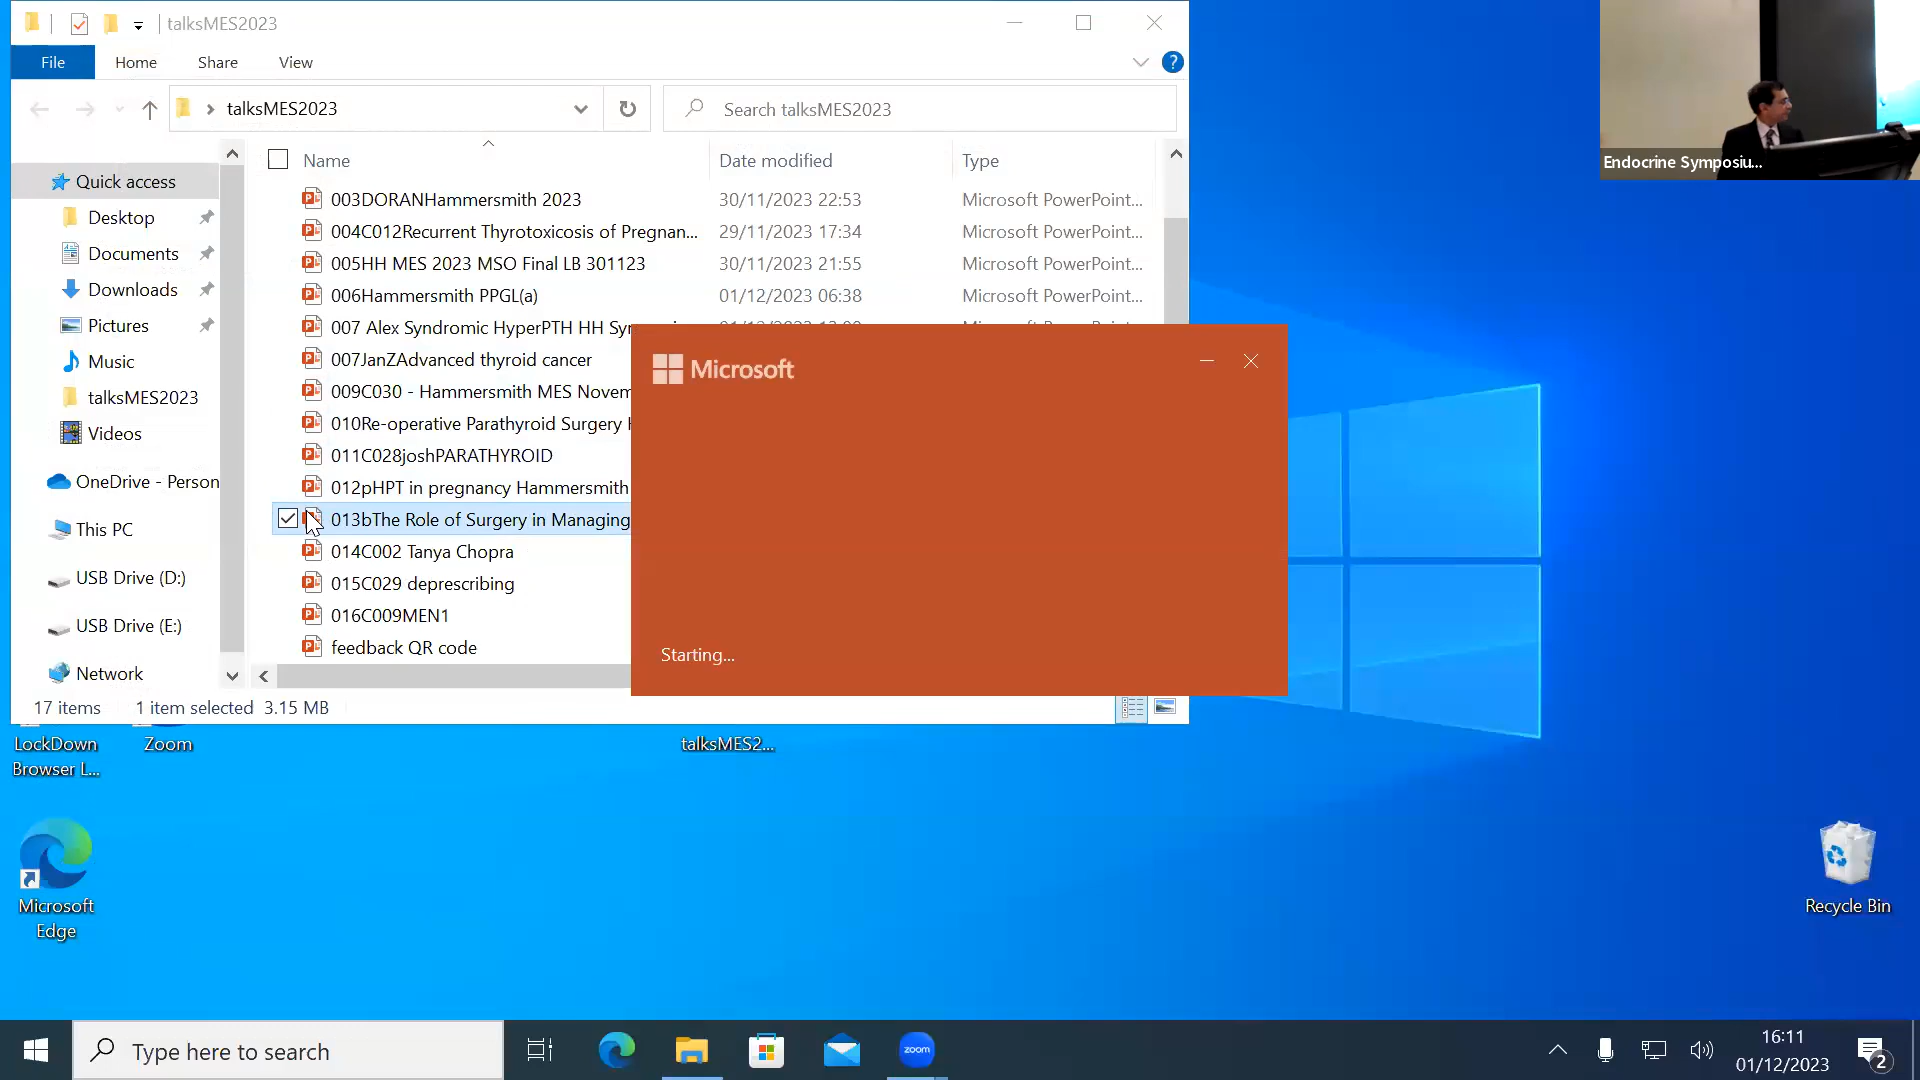 talksMES2023
File
Home
Share
View
?
talksMES2023
Search talksMES2023
Name
Date modified
Type
Quick access
Desktop
Documents
Downloads
Pictures
Music
talksMES2023
Videos
OneDrive - Person
This PC
USB Drive (D:)
USB Drive (E:)
Network
003DORANHammersmith 2023 30/11/2023 22:53 Microsoft PowerPoint...
004C012Recurrent Thyrotoxicosis of Pregnan... 29/11/2023 17:34 Microsoft PowerPoint...
005HH MES 2023 MSO Final LB 301123 30/11/2023 21:55 Microsoft PowerPoint...
006Hammersmith PPGL(a) 01/12/2023 06:38 Microsoft PowerPoint...
007 Alex Syndromic HyperPTH HH
007JanZAdvanced thyroid cancer
009C030 - Hammersmith MES Novem
010Re-operative Parathyroid Surgery
011C028joshPARATHYROID
012pHPT in pregnancy Hammersmith
013bThe Role of Surgery in Managing
014C002 Tanya Chopra
015C029 deprescribing
016C009MEN1
feedback QR code
17 items
1 item selected 3.15 MB
Microsoft
Starting...
Endocrine Symposiu...
LockDown
Browser L...
Zoom
talksMES2...
Microsoft
Edge
Recycle Bin
Type here to search
zoom
16:11
01/12/2023
2